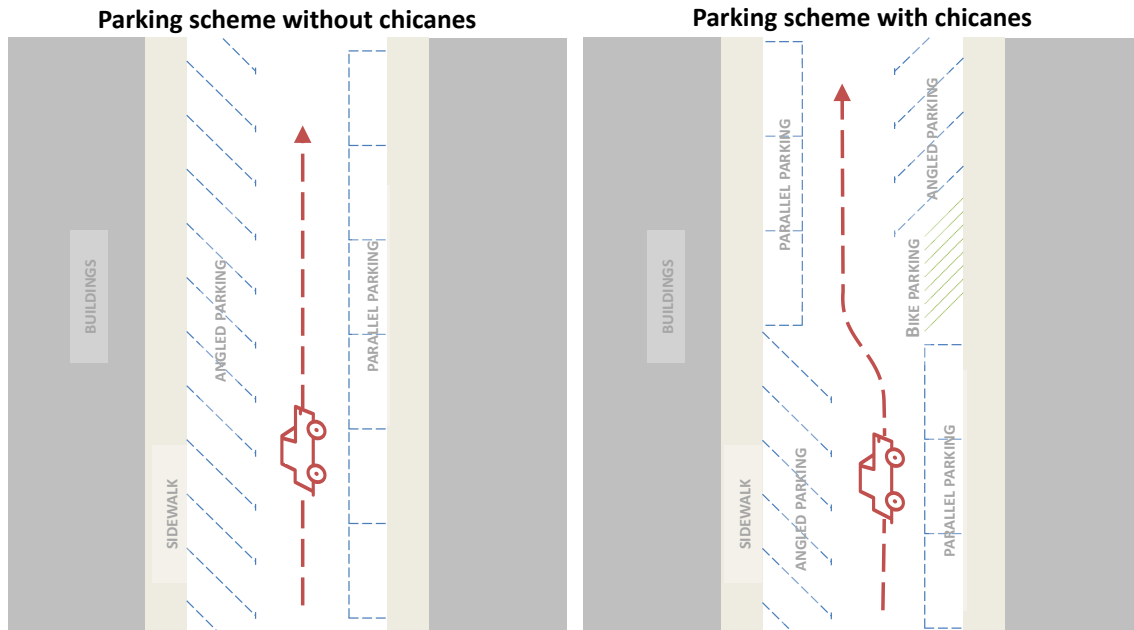 Parking scheme without chicanes
BUILDINGS
SIDEWALK
ANGLED PARKING
PARALLEL PARKING
Parking scheme with chicanes
BUILDINGS
SIDEWALK
PARALLEL PARKING
ANGLED PARKING
ANGLED PARKING
BIKE PARKING
PARALLEL PARKING